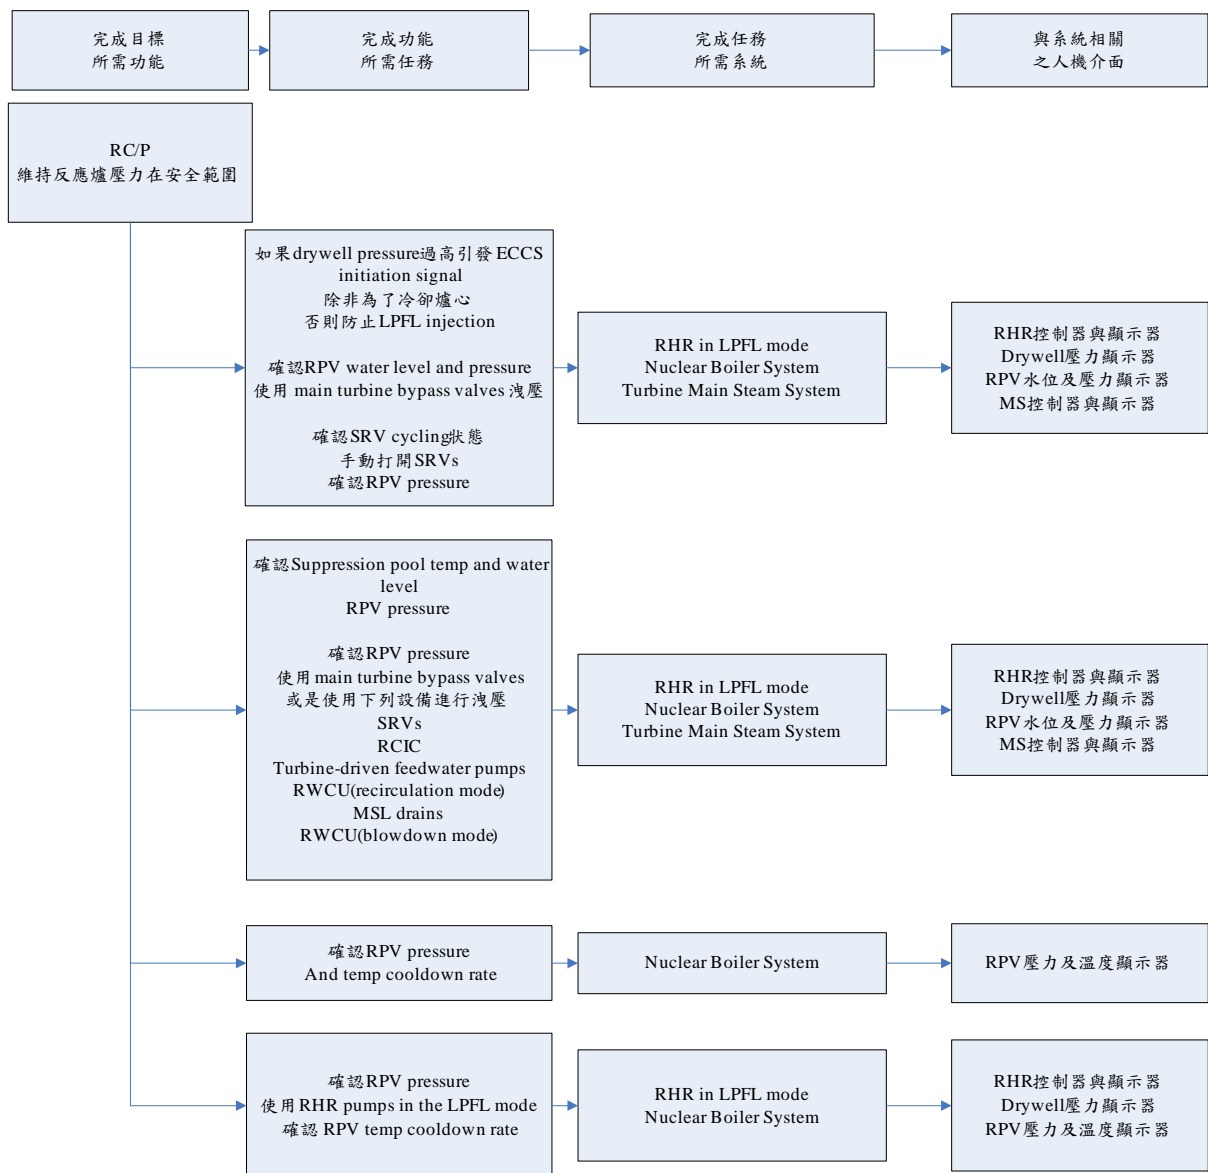 完成目標
所需功能
完成功能
所需任務
完成任務
所需系統
與系統相關
之人機介面
RC/P
維持反應爐壓力在安全範圍
如果drywell pressure過高引發ECCS
initiation signal
除非為了冷卻爐心
否則防止LPFL injection
確認RPV water level and pressure
使用 main turbine bypass valves 洩壓
確認SRV cycling狀態
手動打開SRVs
確認RPV pressure
RHR in LPFL mode
Nuclear Boiler System
Turbine Main Steam System
RHR控制器與顯示器
Drywell壓力顯示器
RPV水位及壓力顯示器
MS控制器與顯示器
確認Suppression pool temp and water
level
RPV pressure
確認RPV pressure
使用main turbine bypass valves
或是使用下列設備進行洩壓
SRVs
RCIC
Turbine-driven feedwater pumps
RWCU(recirculation mode)
MSL drains
RWCU(blowdown mode)
RHR in LPFL mode
Nuclear Boiler System
Turbine Main Steam System
RHR控制器與顯示器
Drywell壓力顯示器
RPV水位及壓力顯示器
MS控制器與顯示器
確認RPV pressure
And temp cooldown rate
Nuclear Boiler System
RPV壓力及溫度顯示器
確認RPV pressure
使用RHR pumps in the LPFL mode
確認 RPV temp cooldown rate
RHR in LPFL mode
Nuclear Boiler System
RHR控制器與顯示器
Drywell壓力顯示器
RPV壓力及溫度顯示器